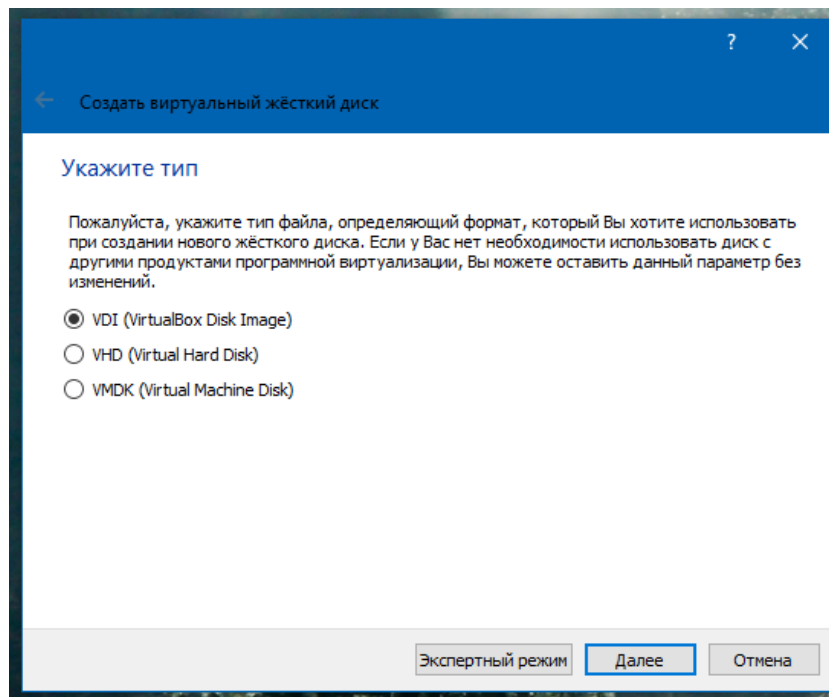 ?
Создать виртуальный жёсткий диск
Укажите тип
Пожалуйста, укажите тип файла, определяющий формат, который Вы хотите использовать
при создании нового жёсткого диска. Если у Вас нет необходимости использовать диск с
другими продуктами программной виртуализации, Вы можете оставить данный параметр без
изменений.
VDI (VirtualBox Disk Image)
VHD (Virtual Hard Disk)
VMDK (Virtual Machine Disk)
Экспертный режим Далее Отмена